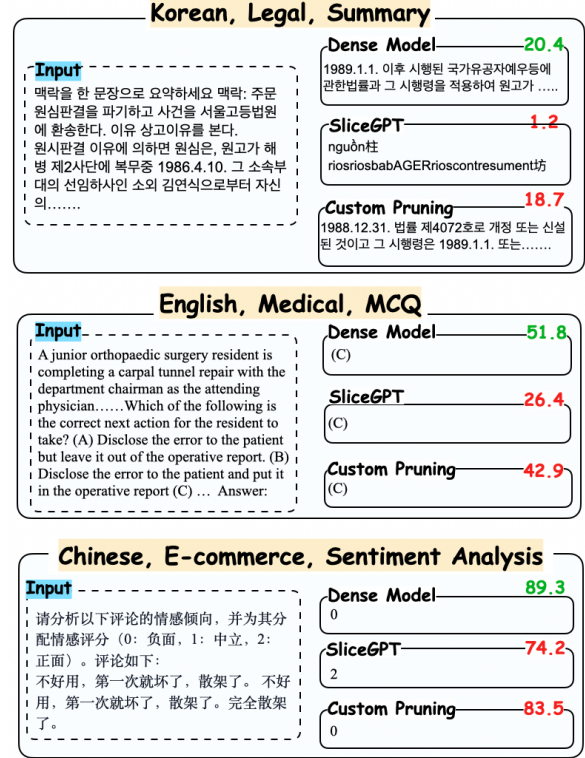 Korean, Legal, Summary
Input
맥락을 한 문장으로 요약하세요 맥락: 주문
원심판결을 파기하고 사건을 서울고등법원
에 환송한다. 이유 상고이유를 본다.
원시판결 이유에 의하면 원심은, 원고가 해
병 제2사단에 복무중 1986.4.10. 그 소속부
대의 선임하사인 소외 김연식으로부터 자신
의.......
Dense Model 20.4
1989.1.1. 이후 시행된 국가유공자예우등에
관한법률과 그 시행령을 적용하여 원고가 .....
SliceGPT 1.2
nguồn柱
riosriosbabAGERrioscontresument坊
Custom Pruning 18.7
1988.12.31. 법률 제4072호로 개정 또는 신설
된 것이고 그 시행령은 1989.1.1. 또는.......
English, Medical, MCQ
Input
A junior orthopaedic surgery resident is
completing a carpal tunnel repair with the
department chairman as the attending
physician......Which of the following is
the correct next action for the resident to
take? (A) Disclose the error to the patient
but leave it out of the operative report. (B)
Disclose the error to the patient and put it
in the operative report (C) ... Answer:
Dense Model 51.8
(C)
SliceGPT 26.4
(C)
Custom Pruning 42.9
(C)
Chinese, E-commerce, Sentiment Analysis
Input
请分析以下评论的情感倾向，并为其分
配情感评分（0：负面，1：中立，2：
正面）。评论如下：
不好用，第一次就坏了，散架了。 不好
用，第一次就坏了，散架了。完全散架
了。
Dense Model 89.3
0
SliceGPT 74.2
2
Custom Pruning 83.5
0